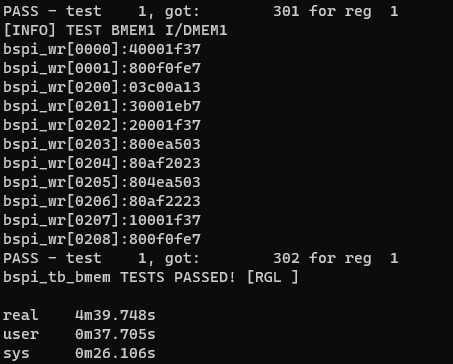 PASS - test    1, got:        301 for reg  1
[INFO] TEST BMEM1 I/DMEM1
bspi_wr[0000]:40001f37
bspi_wr[0001]:800f0fe7
bspi_wr[0200]:03c00a13
bspi_wr[0201]:30001eb7
bspi_wr[0202]:20001f37
bspi_wr[0203]:800ea503
bspi_wr[0204]:80af2023
bspi_wr[0205]:804ea503
bspi_wr[0206]:80af2223
bspi_wr[0207]:10001f37
bspi_wr[0208]:800f0fe7
PASS - test    1, got:        302 for reg  1
bspi_tb_bmem TESTS PASSED! [RGL ]
real    4m39.748s
user    0m37.705s
sys     0m26.106s